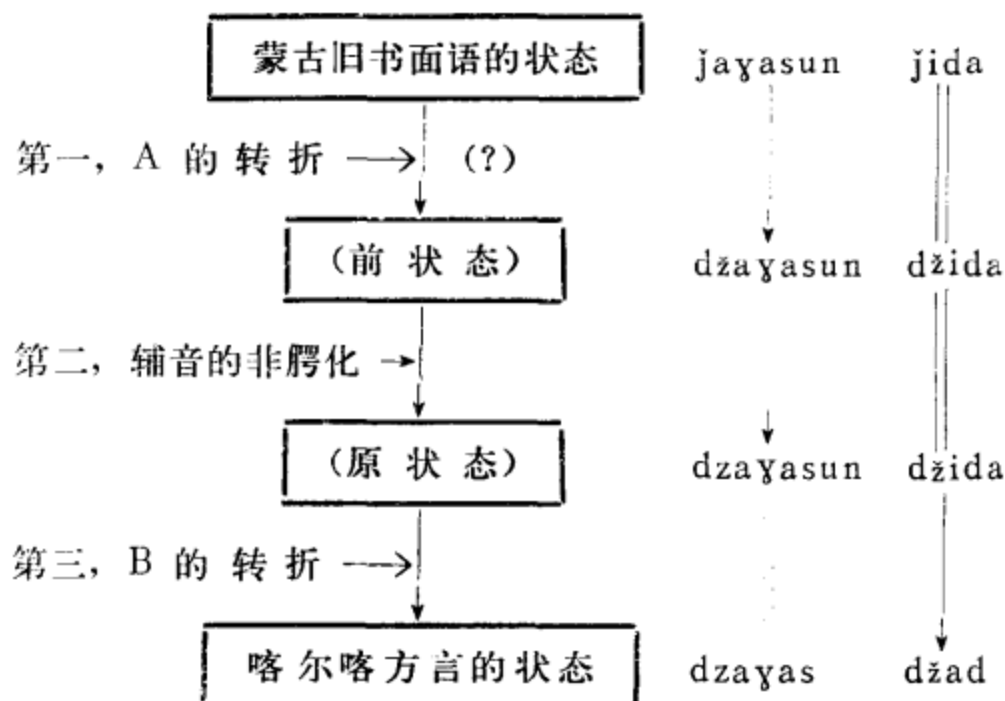 蒙古旧书面语的状态 ǰaɣasun ǰida
第一，A 的 转 折 (?)
（前 状 态） džaɣasun džida
第二，辅音的非腭化
（原 状 态） dzaɣasun džida
第三，B 的 转 折
喀尔喀方言的状态 dzaɣas džad